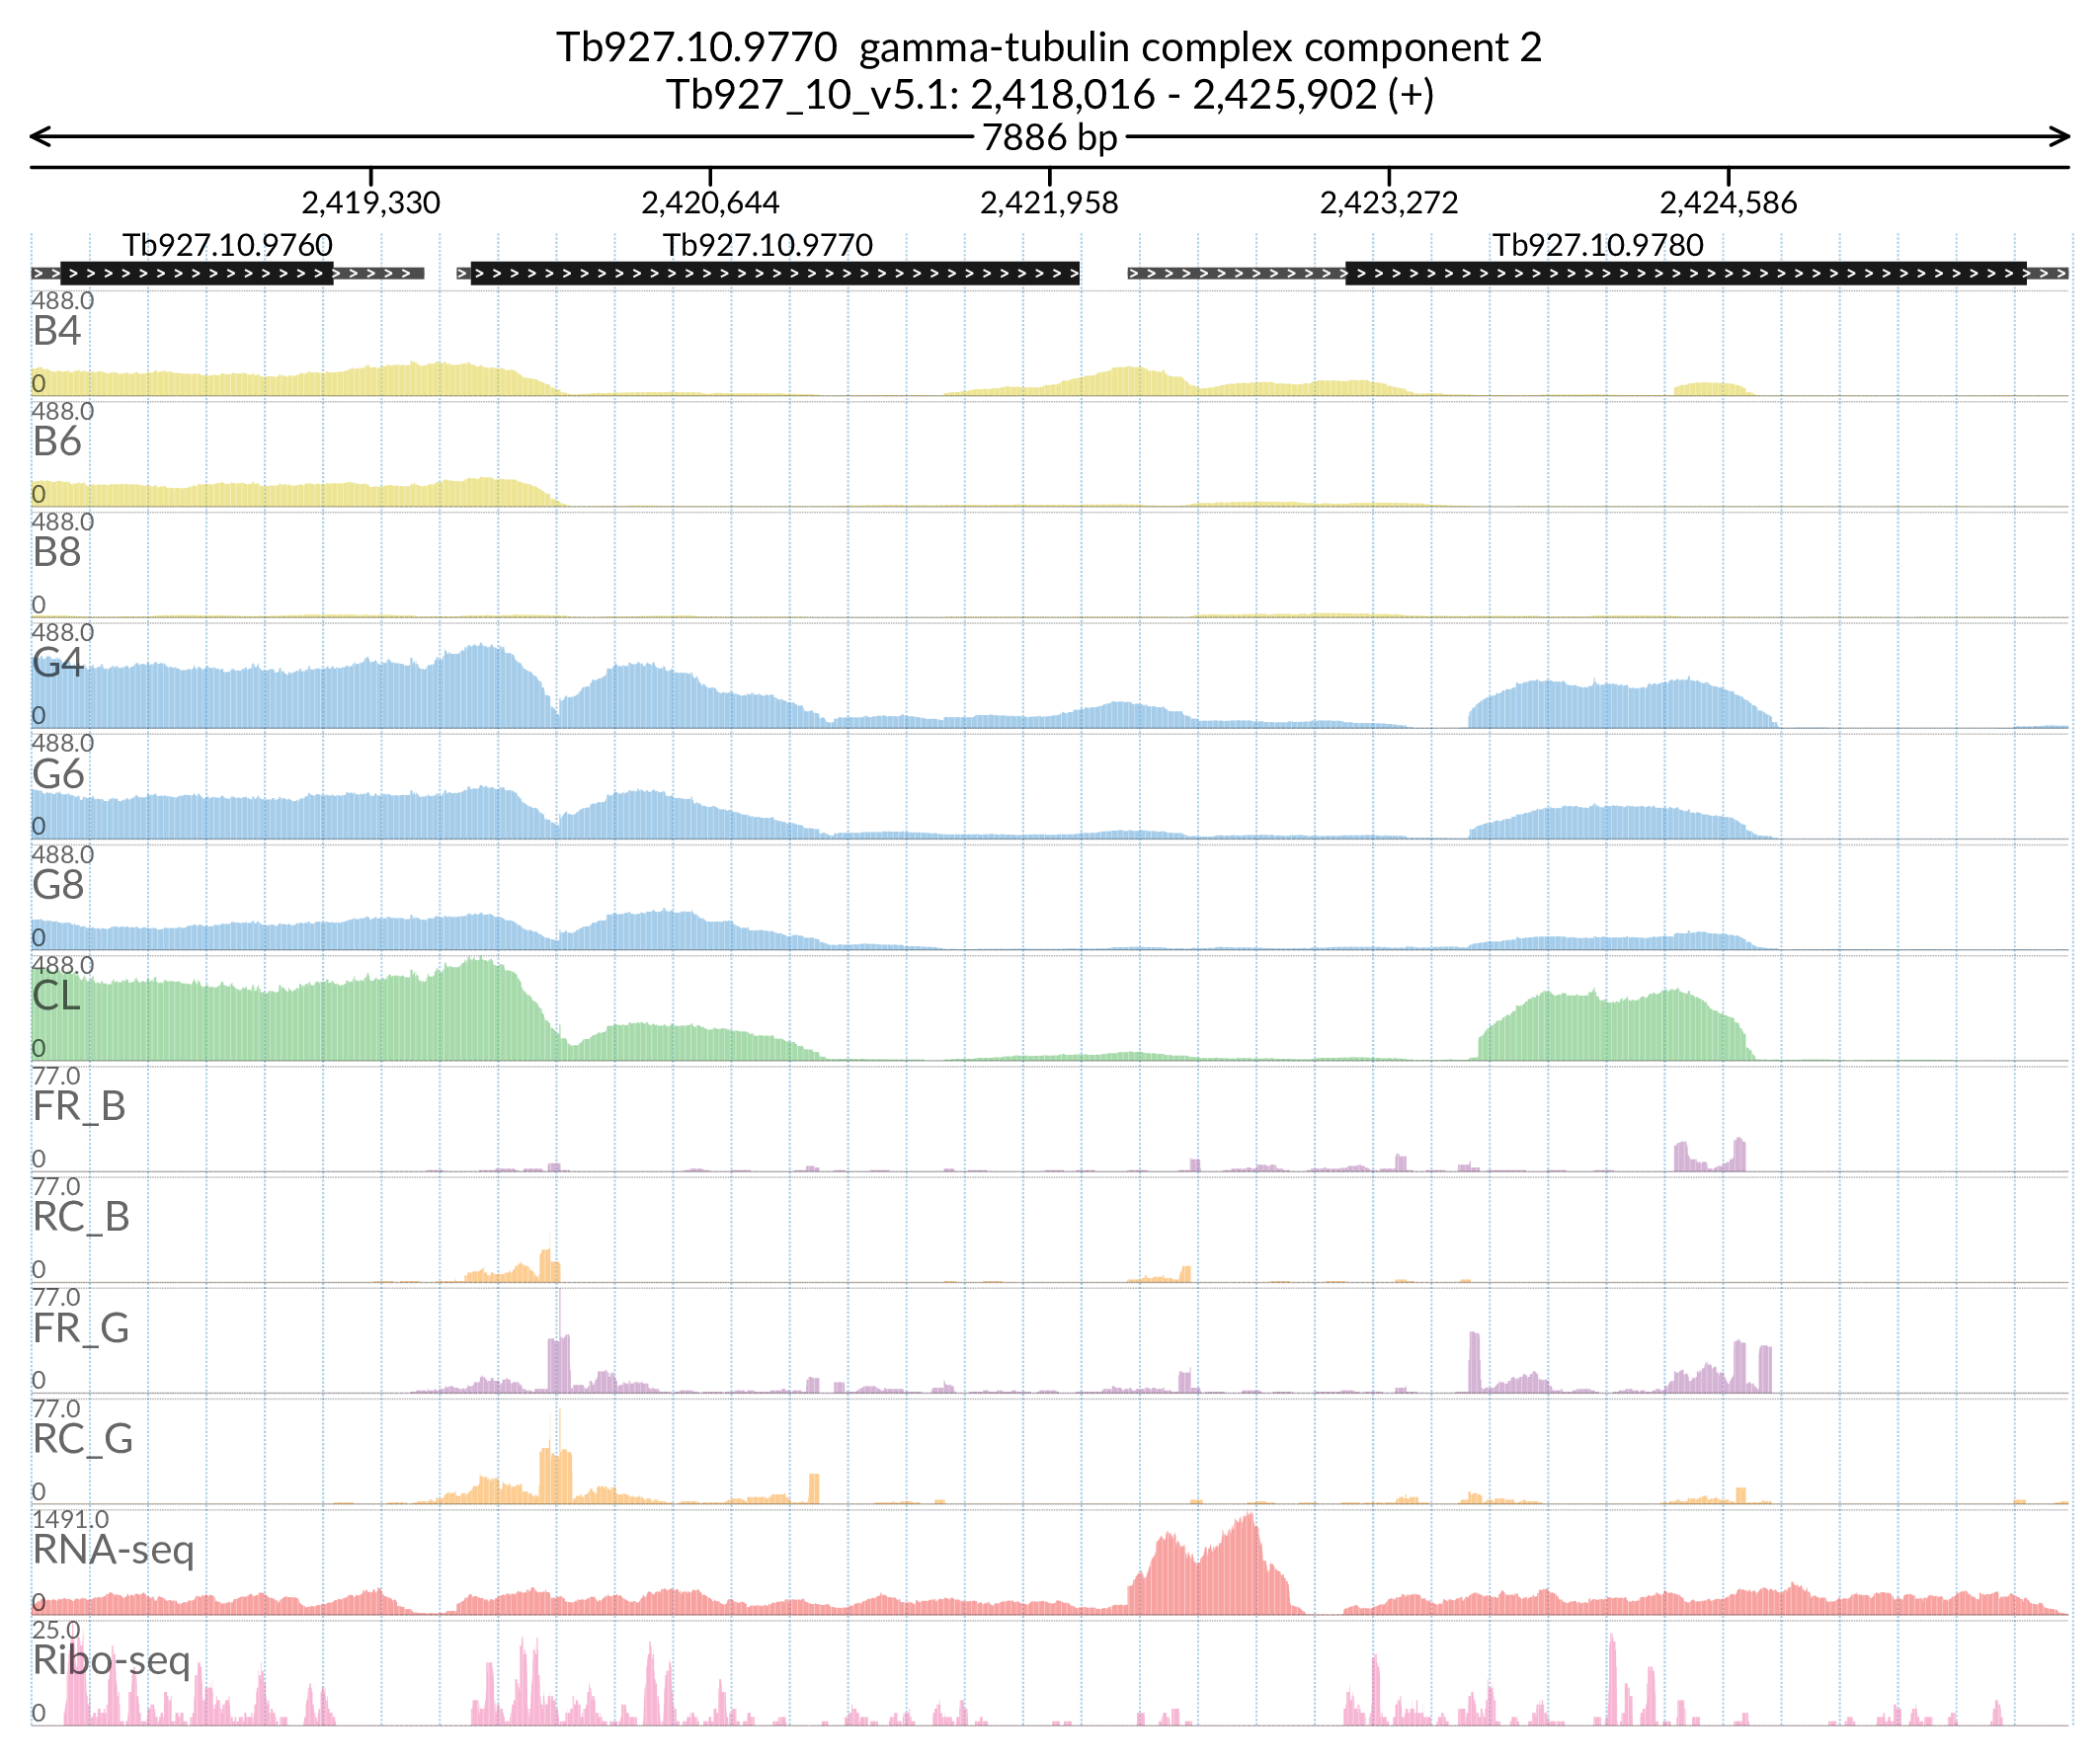 Tb927.10.9770 gamma-tubulin complex component 2
Tb927_10_v5.1: 2,418,016 - 2,425,902 (+)
7886 bp
2,419,330 2,420,644 2,421,958 2,423,272 2,424,586
Tb927.10.9760 Tb927.10.9770 Tb927.10.9780
488.0
B4
0
488.0
B6
0
488.0
B8
0
488.0
G4
0
488.0
G6
0
488.0
G8
0
488.0
CL
0
77.0
FR_B
0
77.0
RC_B
0
77.0
FR_G
0
77.0
RC_G
0
1491.0
RNA-seq
0
25.0
Ribo-seq
0